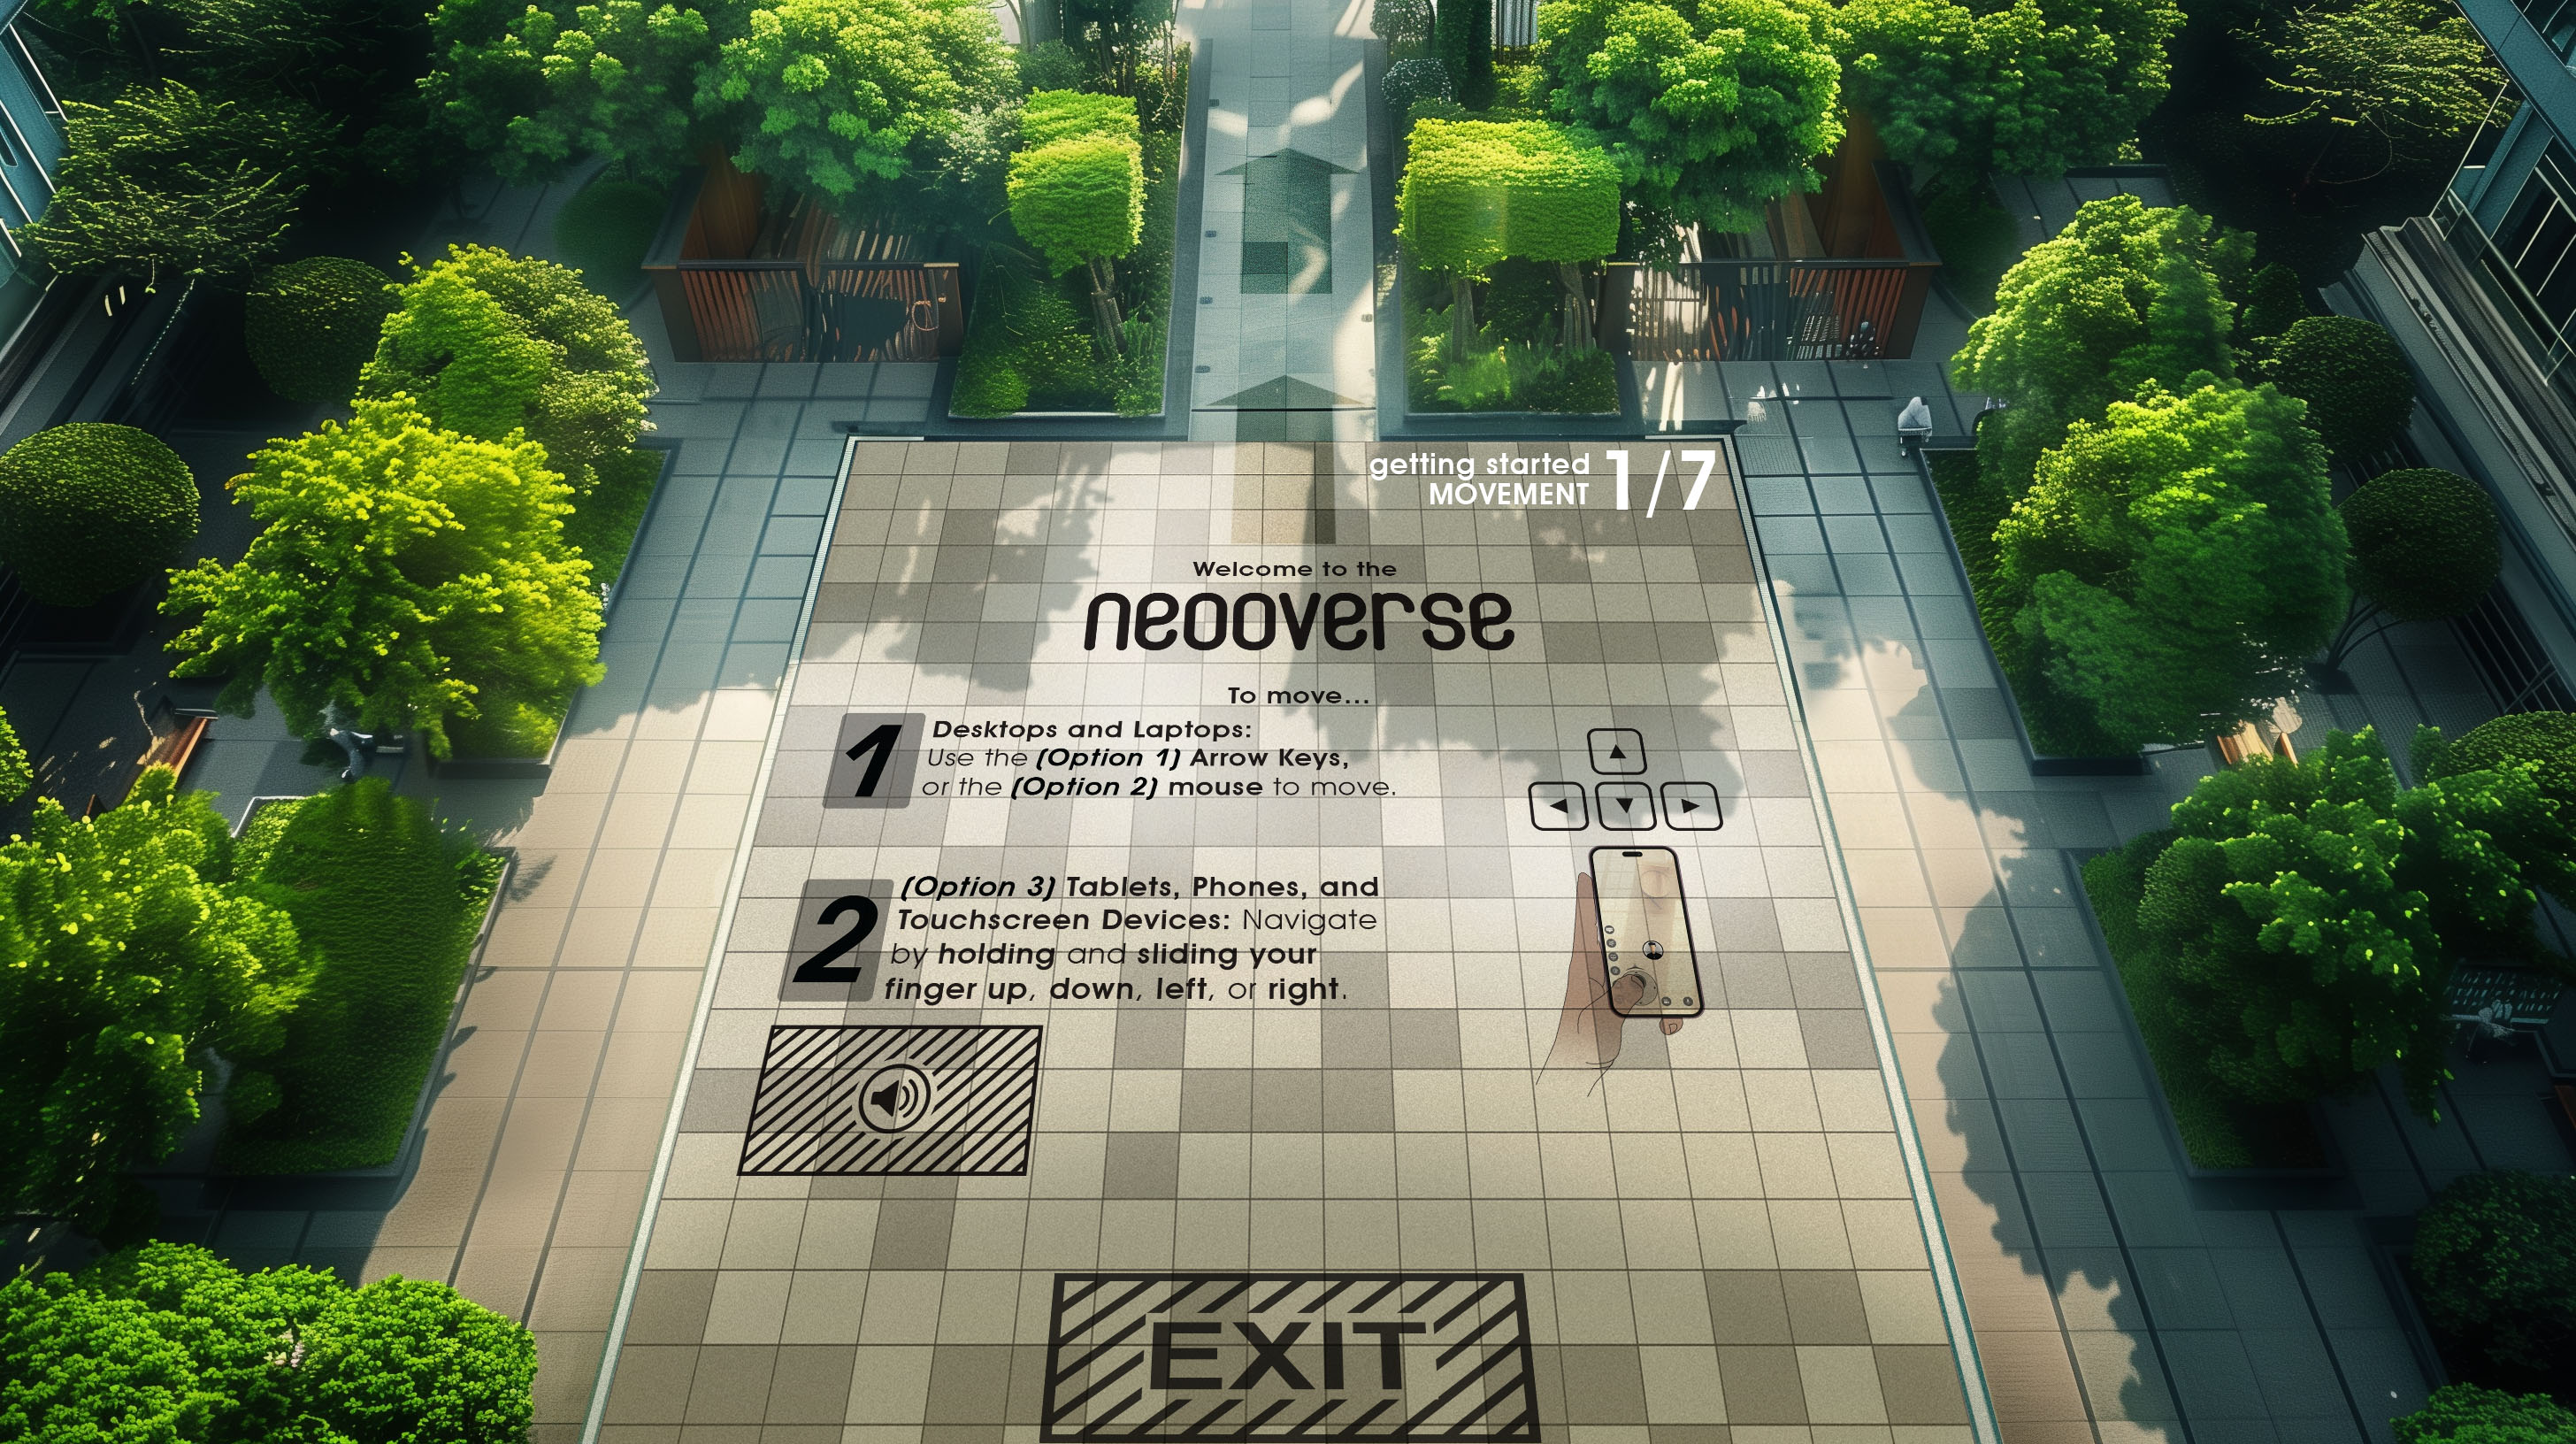 getting started
MOVEMENT
1/7
Welcome to the
neooverse
To move...
1
Desktops and Laptops:
Use the (Option 1) Arrow Keys,
or the (Option 2) mouse to move.
2
(Option 3) Tablets, Phones, and
Touchscreen Devices: Navigate
by holding and sliding your
finger up, down, left, or right.
EXIT